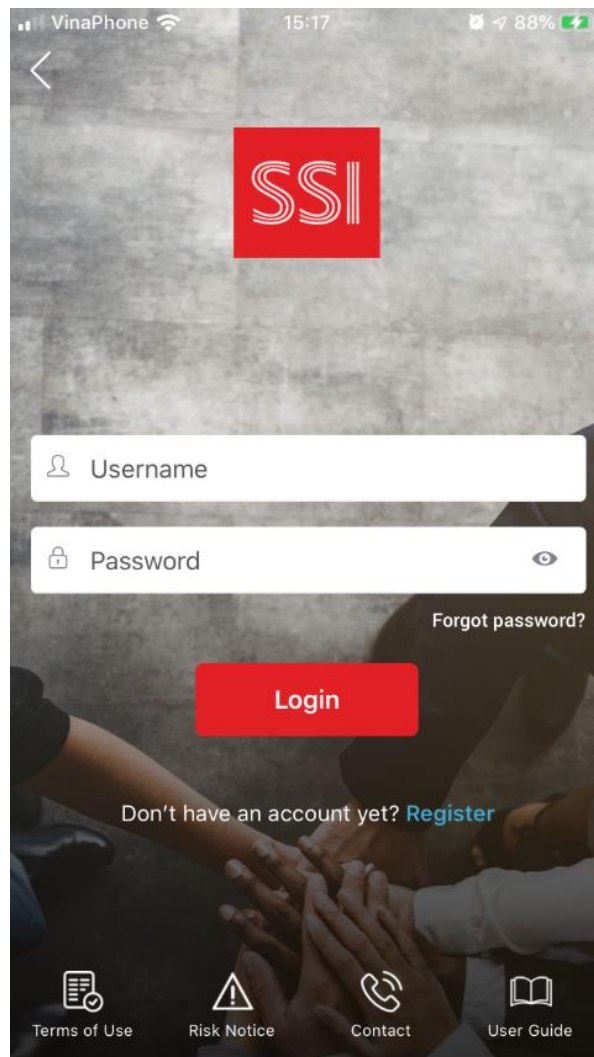 VinaPhone 15:17 88%
SSI
Username
Password
Forgot password?
Login
Don't have an account yet? Register
Terms of Use Risk Notice Contact User Guide